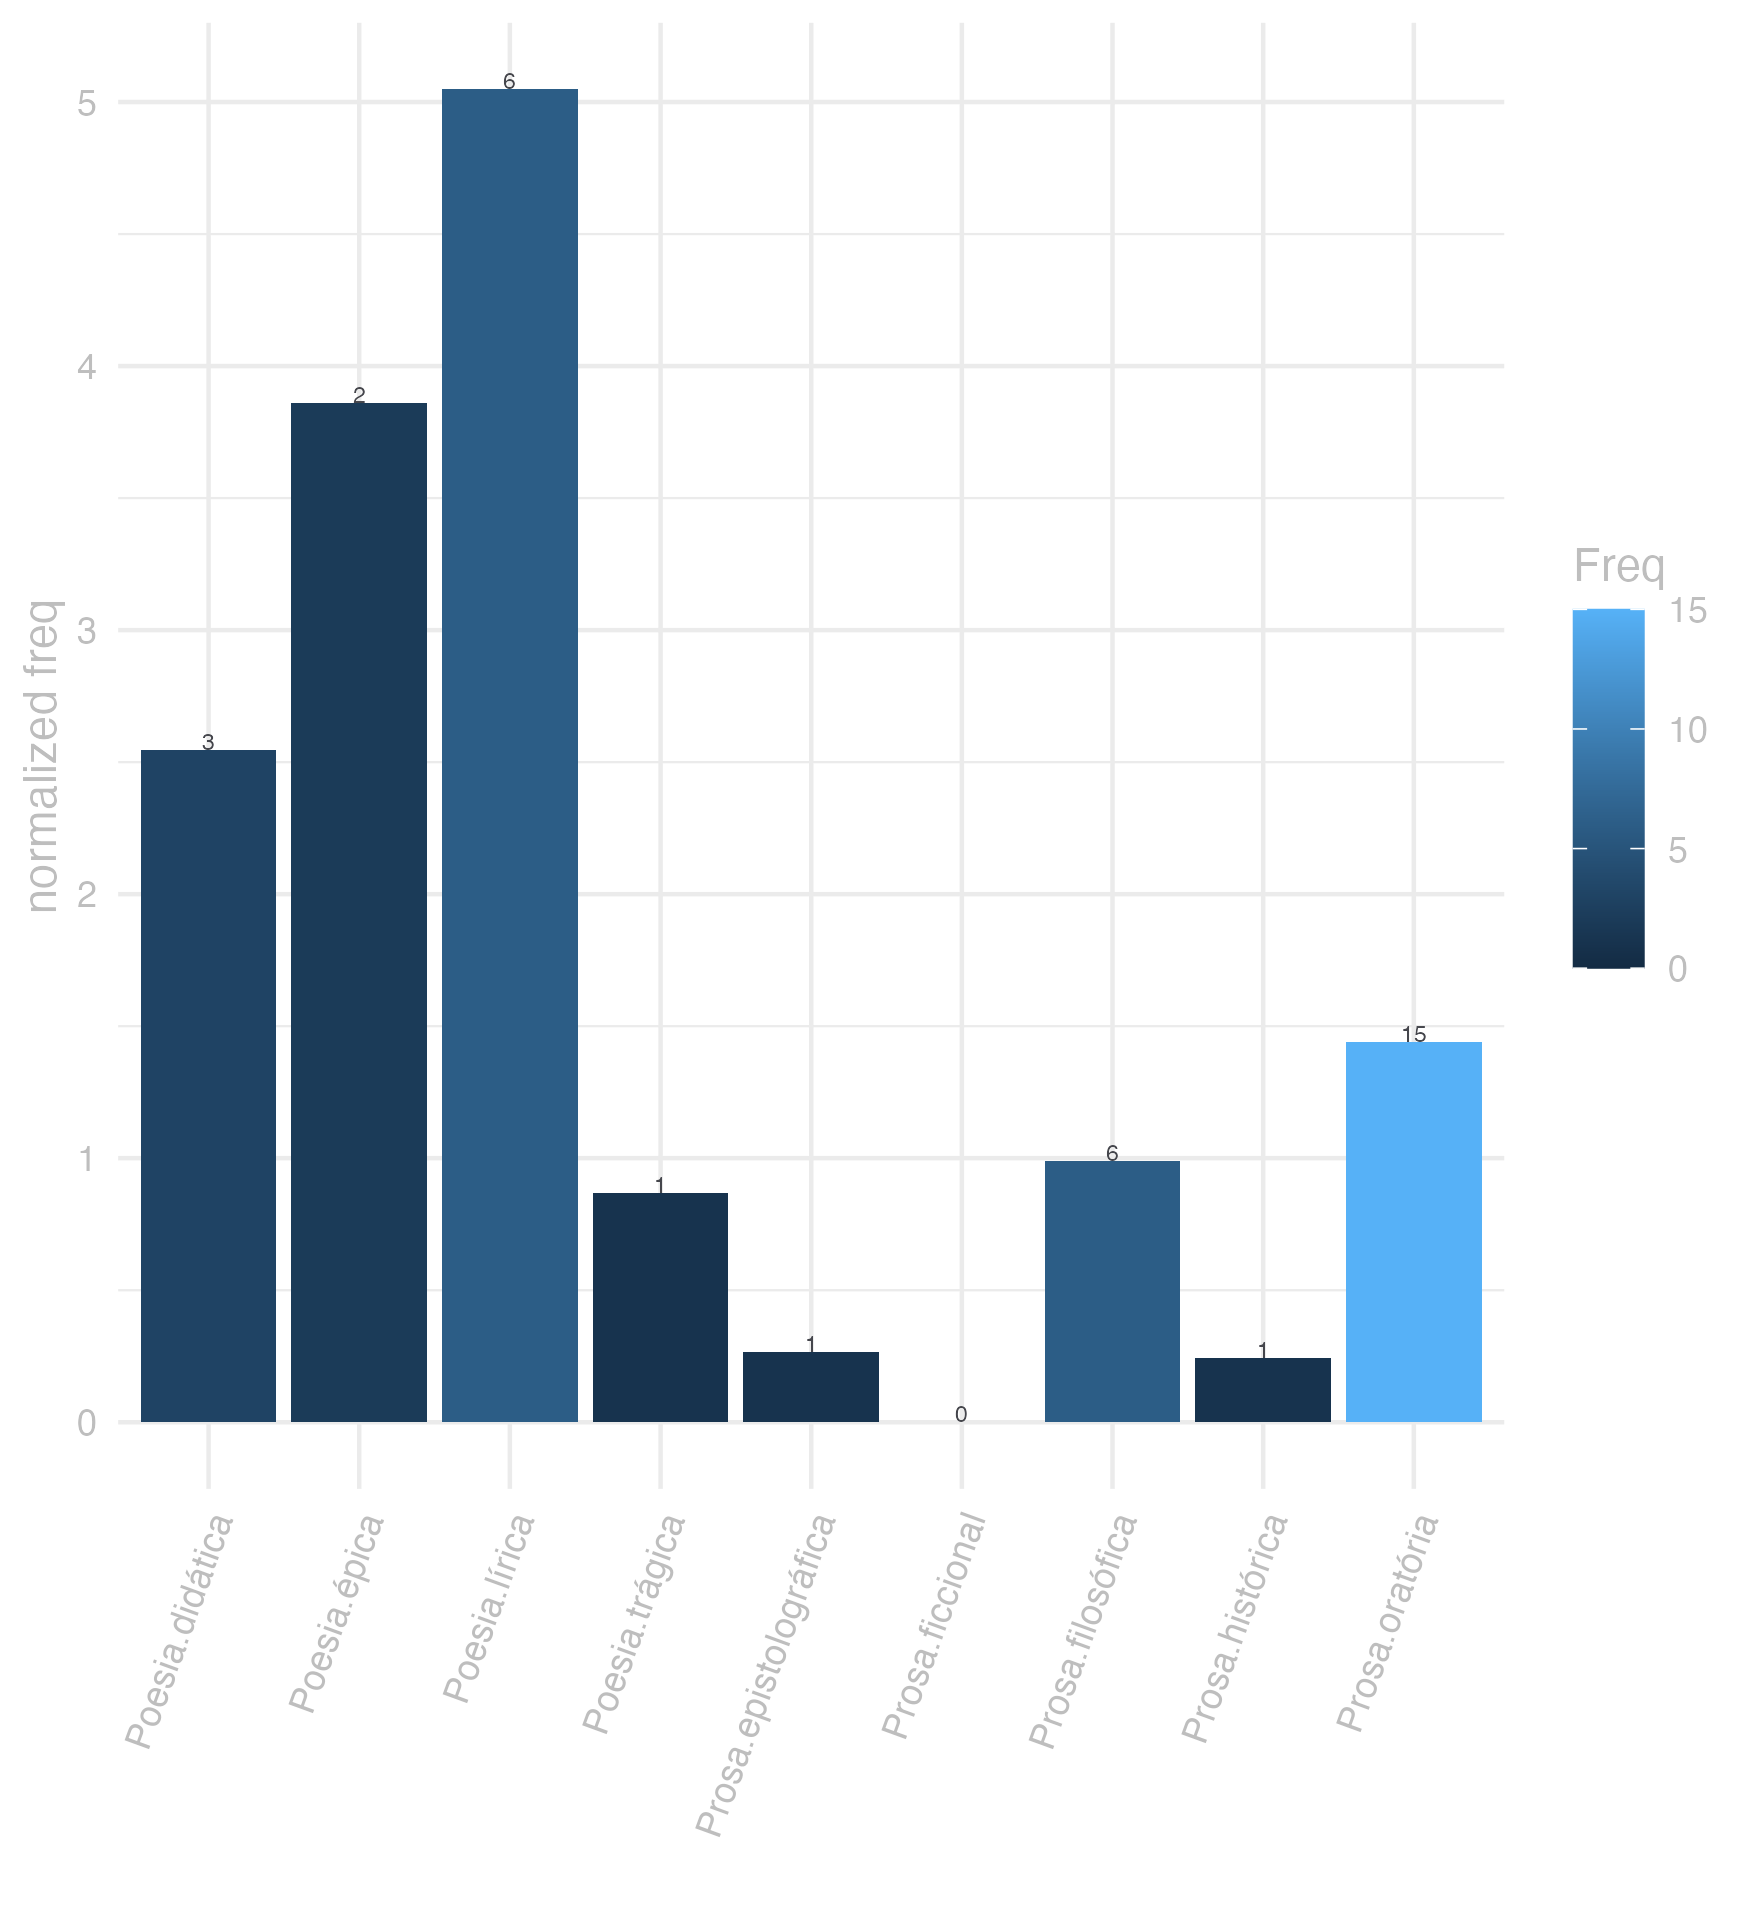 normalized freq
5
4
3
2
1
0
6
2
3
1
1
0
6
1
15
Poesia.didática
Poesia.épica
Poesia.lírica
Poesia.trágica
Prosa.epistolográfica
Prosa.ficcional
Prosa.filosófica
Prosa.histórica
Prosa.oratória
Freq
15
10
5
0